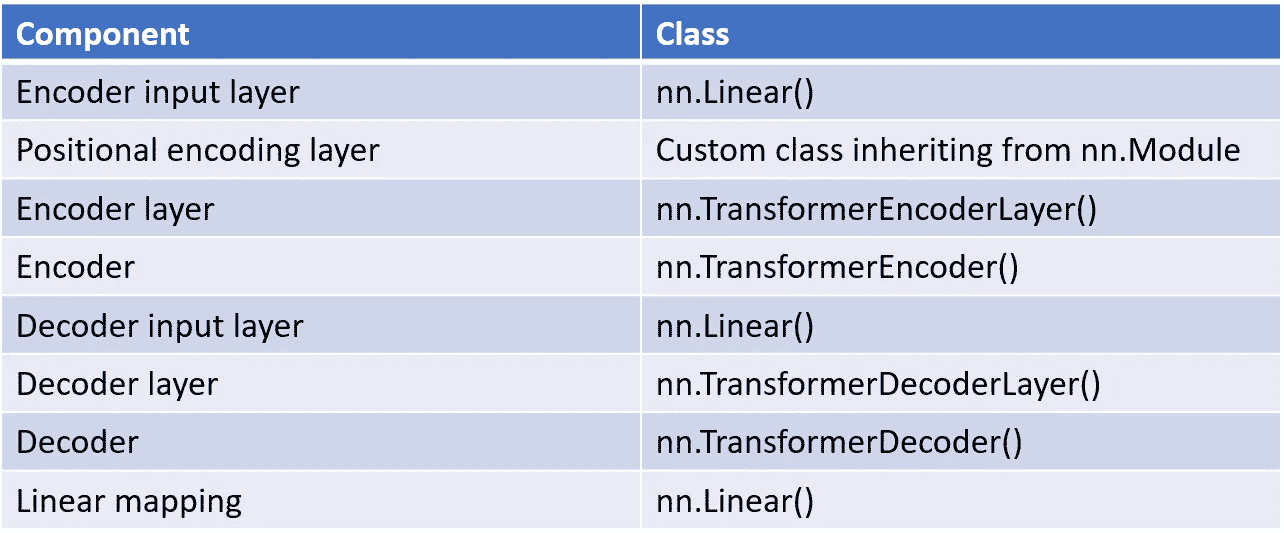 Component Class
Encoder input layer nn.Linear()
Positional encoding layer Custom class inheriting from nn.Module
Encoder layer nn.TransformerEncoderLayer()
Encoder nn.TransformerEncoder()
Decoder input layer nn.Linear()
Decoder layer nn.TransformerDecoderLayer()
Decoder nn.TransformerDecoder()
Linear mapping nn.Linear()